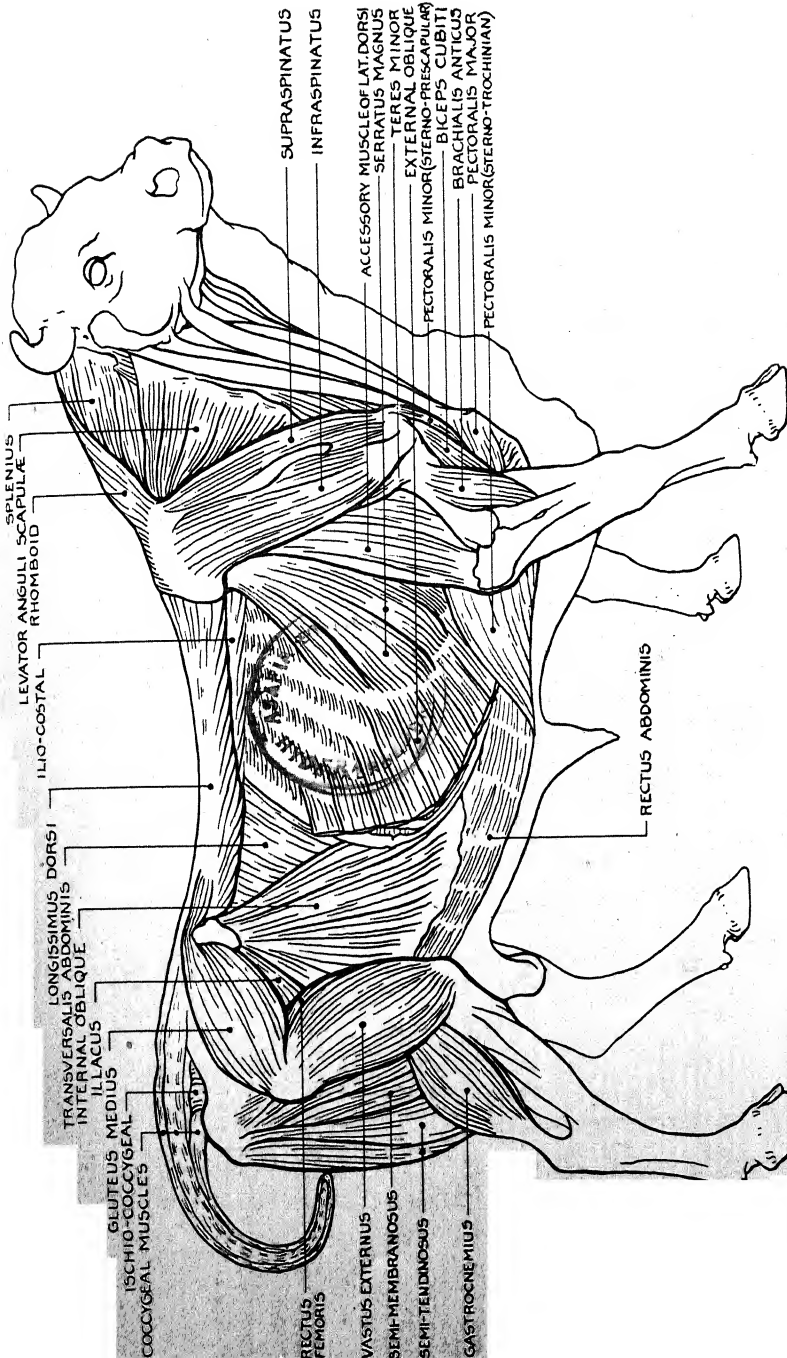 SPLENIUS
LEVATOR ANGULI SCAPULÆ
RHOMBOID
ILIO-COSTAL
LONGISSIMUS DORSI
TRANSVERSALIS ABDOMINIS
INTERNAL OBLIQUE
ILLACUS
GLUTEUS MEDIUS
ISCHIO-COCCYGEAL
COCCYGEAL MUSCLES
SUPRASPINATUS
INFRASPINATUS
ACCESSORY MUSCLE OF LAT. DORSI
SERRATUS MAGNUS
TERES MINOR
EXTERNAL OBLIQUE
PECTORALIS MINOR (STERNO-PRESCAPULAR)
BICEPS CUBITI
BRACHIALIS ANTICUS
PECTORALIS MAJOR
PECTORALIS MINOR (STERNO-TROCHINIAN)
RECTUS ABDOMINIS
RECTUS
FEMORIS
VASTUS EXTERNUS
SEMI-MEMBRANOSUS
SEMI-TENDINOSUS
GASTROCNEMIUS